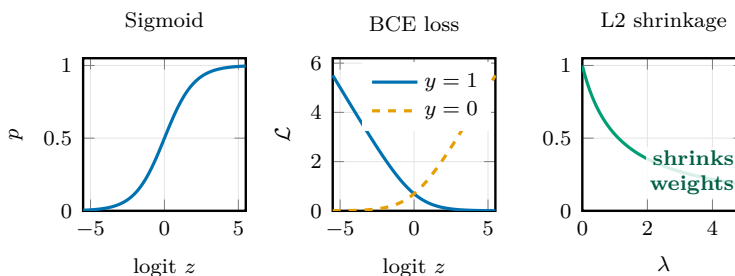 Sigmoid
1
0.5
0
−5
0
5
p
logit z
BCE loss
6
4
2
0
−5
0
5
ℒ
logit z
y = 1
y = 0
L2 shrinkage
1
0.5
0
0
2
4
λ
shrinks
weights